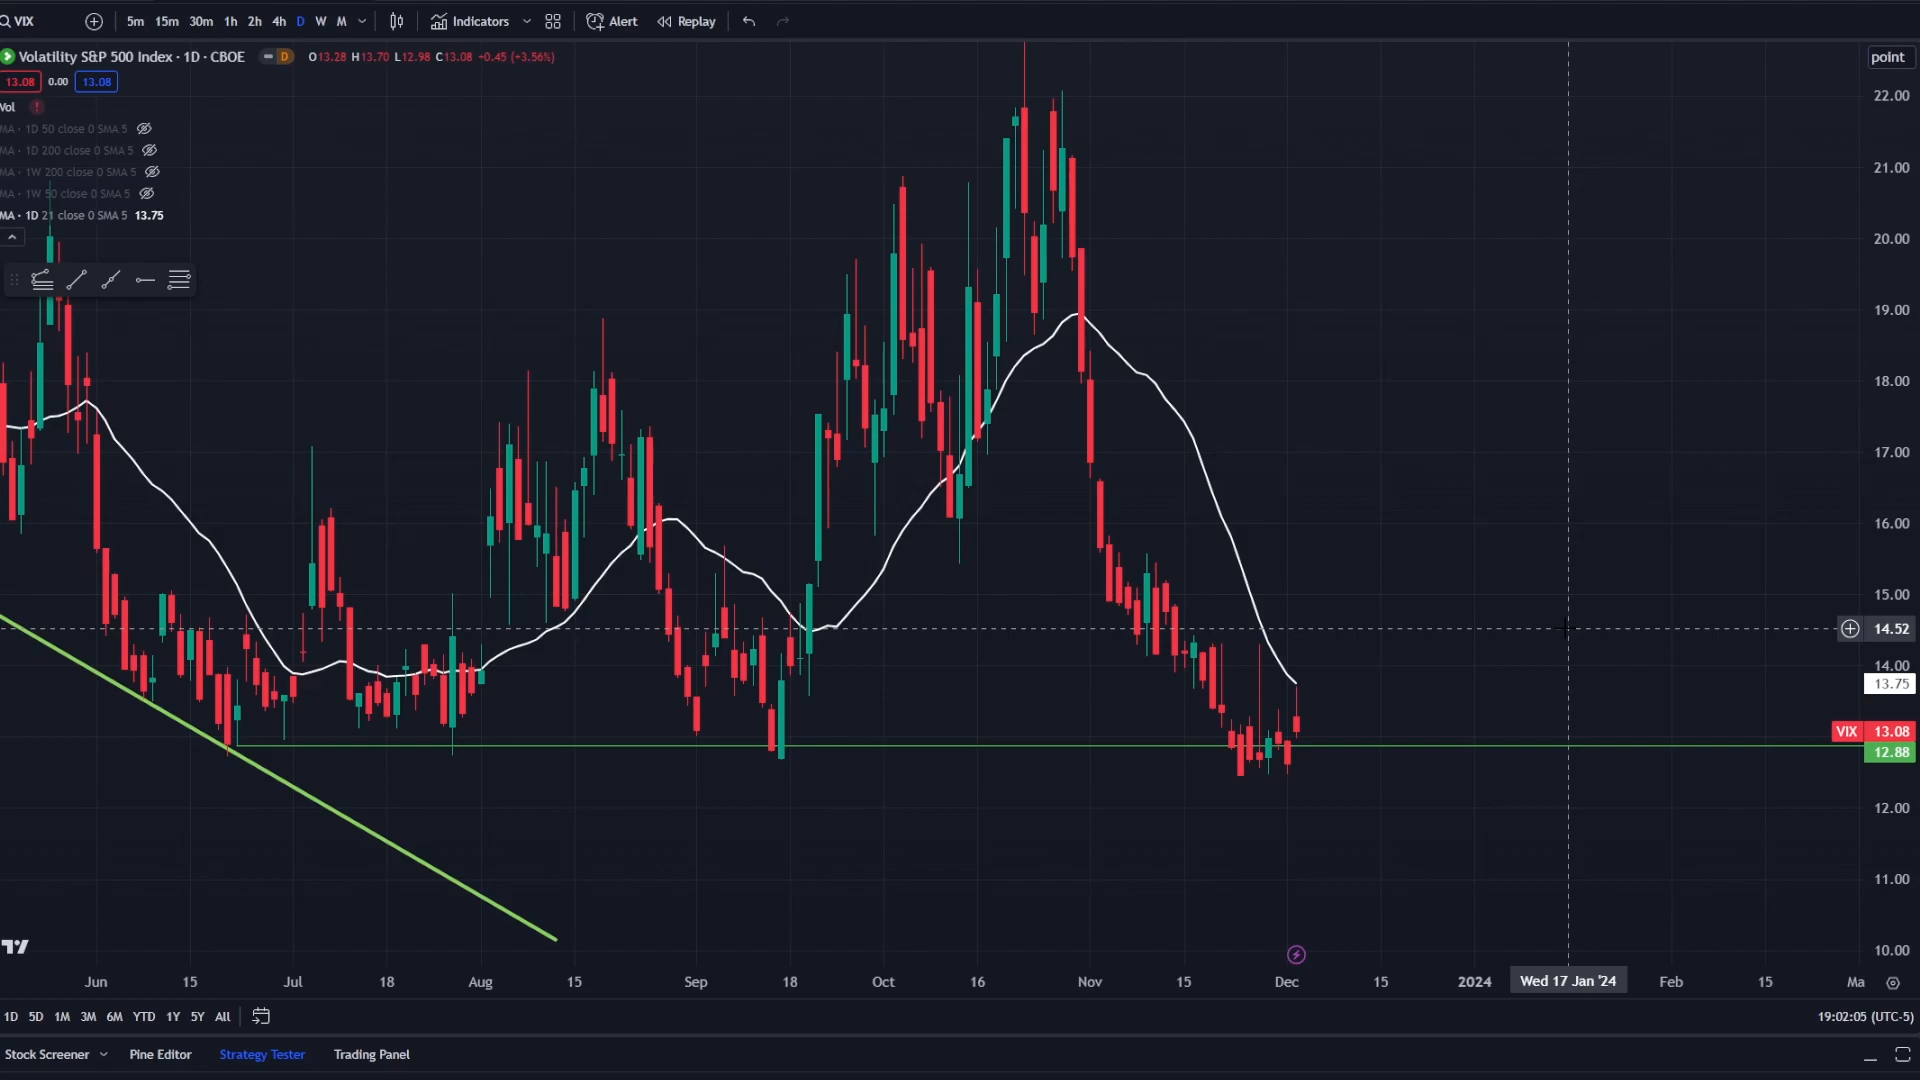 VIX 5m 15m 30m 1h 2h 4h D W M Indicators Alert Replay
Volatility S&P 500 Index · 1D · CBOE D O13.28 H13.70 L12.98 C13.08 +0.45 (+3.56%) point
13.08 0.00 13.08
Vol !
MA · 1D 50 close 0 SMA 5
MA · 1D 200 close 0 SMA 5
MA · 1W 200 close 0 SMA 5
MA · 1W 50 close 0 SMA 5
MA · 1D 21 close 0 SMA 5 13.75
22.00
21.00
20.00
19.00
18.00
17.00
16.00
15.00
14.52
14.00
13.75
VIX 13.08
12.88
12.00
11.00
10.00
Jun 15 Jul 18 Aug 15 Sep 18 Oct 16 Nov 15 Dec 15 2024 Wed 17 Jan '24 Feb 15 Ma
1D 5D 1M 3M 6M YTD 1Y 5Y All 19:02:05 (UTC-5)
Stock Screener Pine Editor Strategy Tester Trading Panel